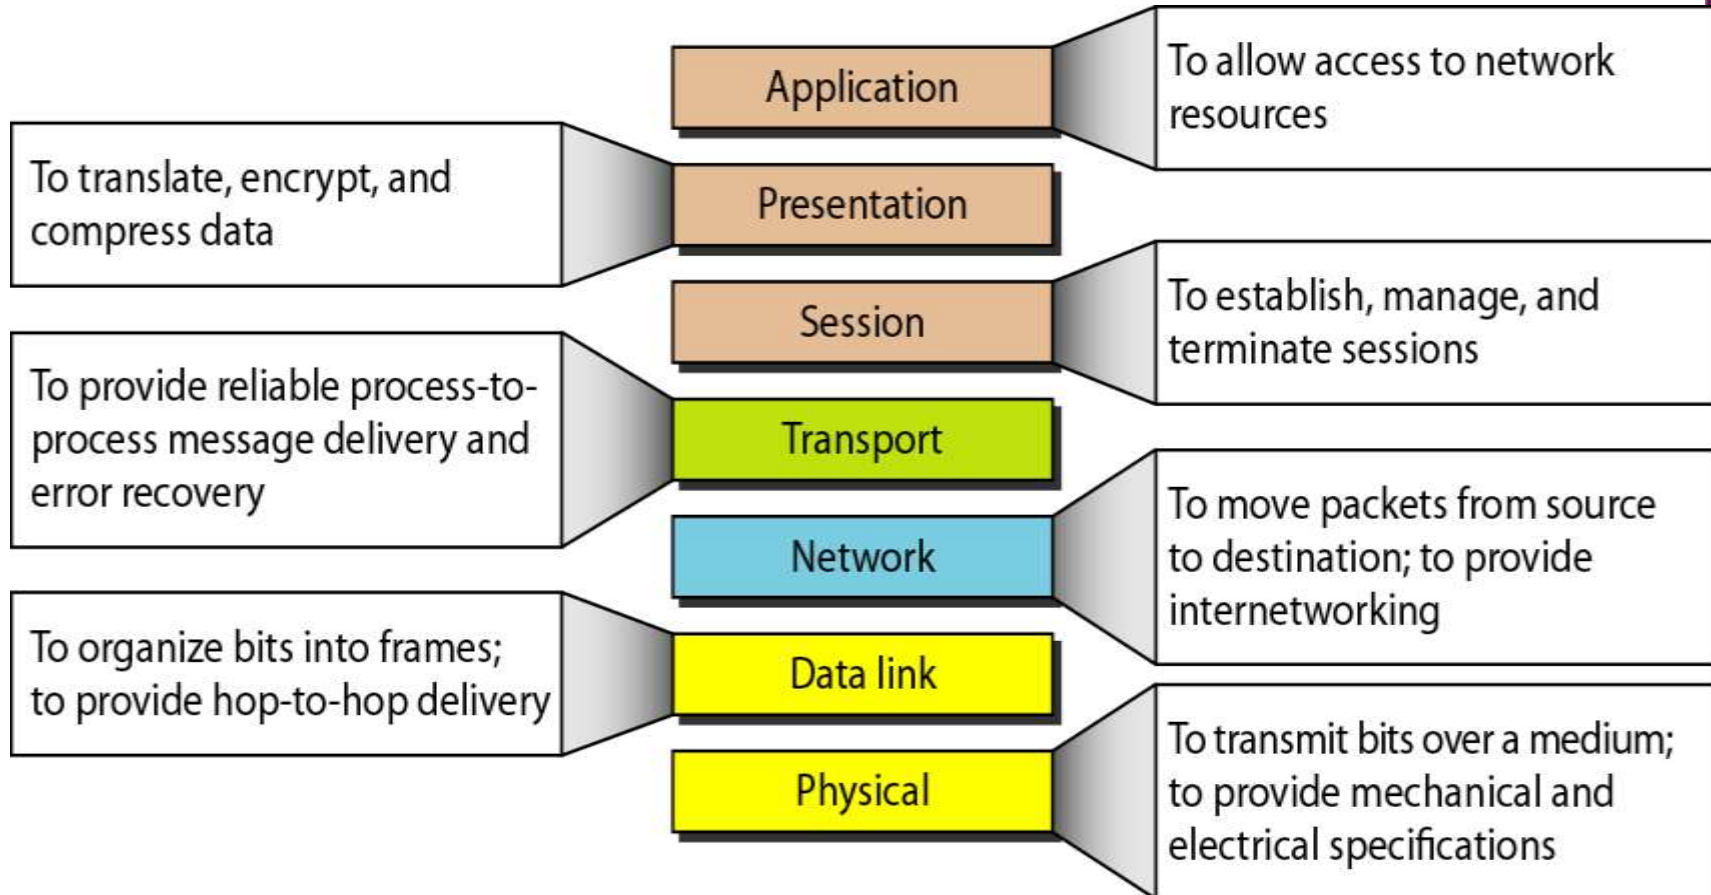 Application
To allow access to network
resources
To translate, encrypt, and
compress data
Presentation
Session
To establish, manage, and
terminate sessions
To provide reliable process-to-
process message delivery and
error recovery
Transport
Network
To move packets from source
to destination; to provide
internetworking
To organize bits into frames;
to provide hop-to-hop delivery
Data link
Physical
To transmit bits over a medium;
to provide mechanical and
electrical specifications